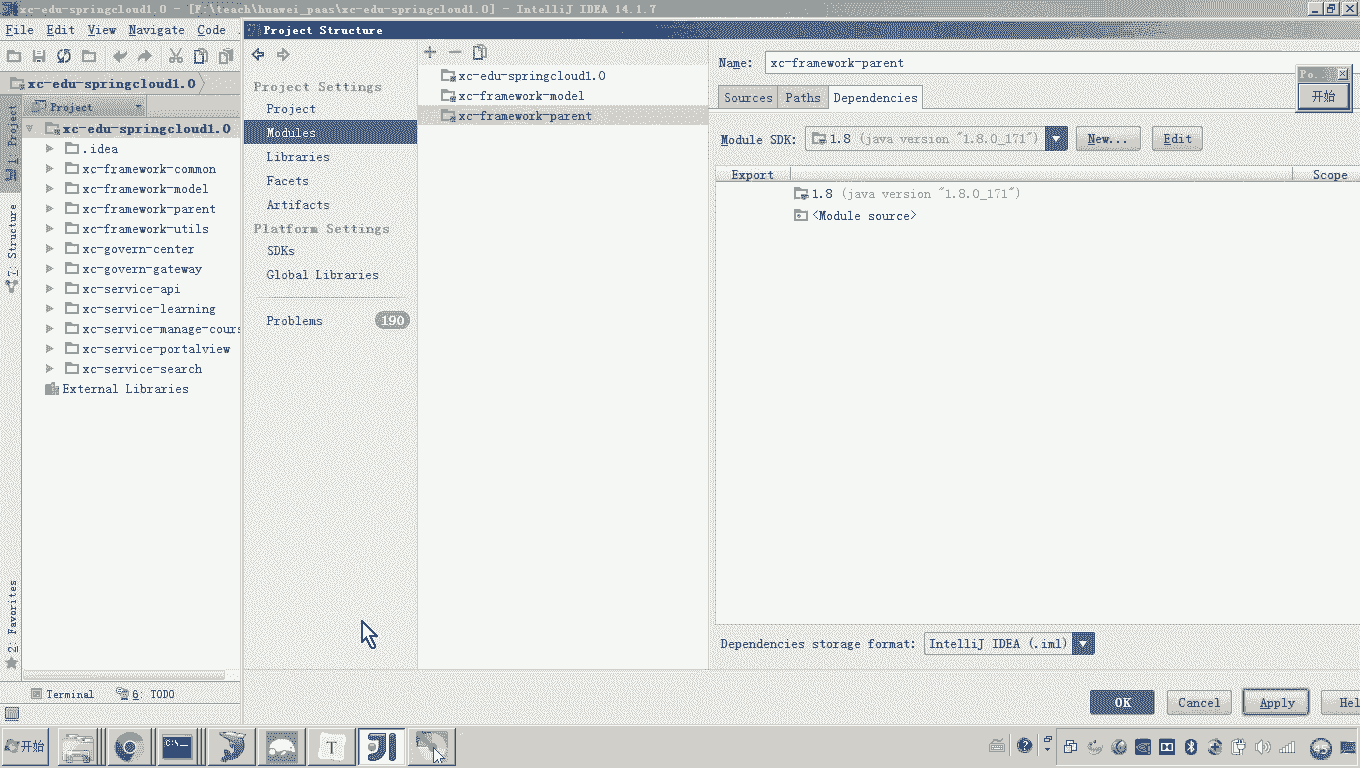 xc-edu-springcloud1.0 - [F:\teach\huawei_paas\xc-edu-springcloud1.0] - IntelliJ IDEA 14.1.7
File Edit View Navigate Code
xc-edu-springcloud1.0
Project
xc-edu-springcloud1.0
.idea
xc-framework-common
xc-framework-model
xc-framework-parent
xc-framework-utils
xc-govern-center
xc-govern-gateway
xc-service-api
xc-service-learning
xc-service-manage-cours
xc-service-portalview
xc-service-search
External Libraries
1: Project
7: Structure
2: Favorites
Terminal
6: TODO
Project Structure
Project Settings
Project
Modules
Libraries
Facets
Artifacts
Platform Settings
SDKs
Global Libraries
Problems 190
xc-edu-springcloud1.0
xc-framework-model
xc-framework-parent
Name: xc-framework-parent
Sources Paths Dependencies
Module SDK: 1.8 (java version "1.8.0_171") New... Edit
Export Scope
1.8 (java version "1.8.0_171")
<Module source>
Dependencies storage format: IntelliJ IDEA (.iml)
OK Cancel Apply Hel
Po..
开始
开始
C:\
T